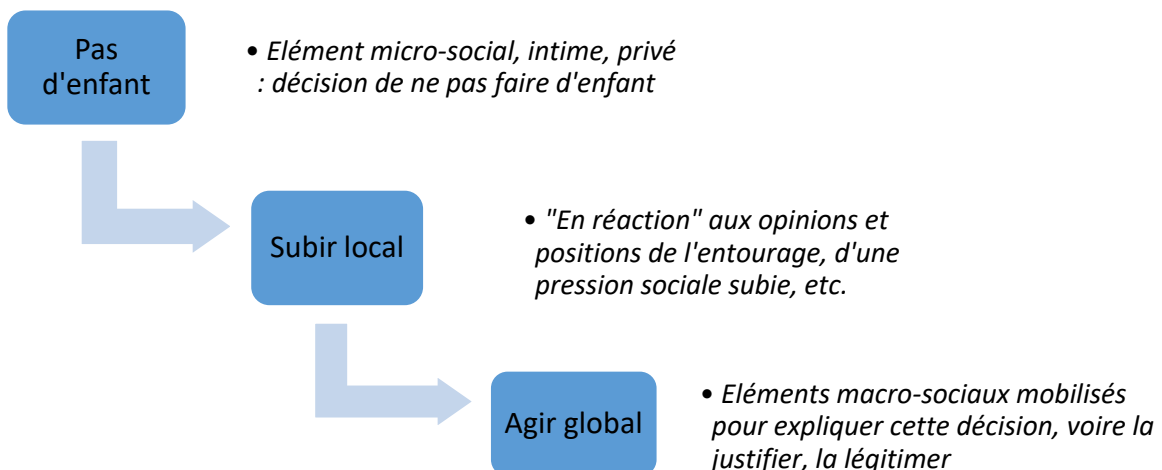 Pas
d'enfant
• Elément micro-social, intime, privé
: décision de ne pas faire d'enfant
Subir local
• "En réaction" aux opinions et
positions de l'entourage, d'une
pression sociale subie, etc.
Agir global
• Eléments macro-sociaux mobilisés
pour expliquer cette décision, voire la
justifier, la légitimer